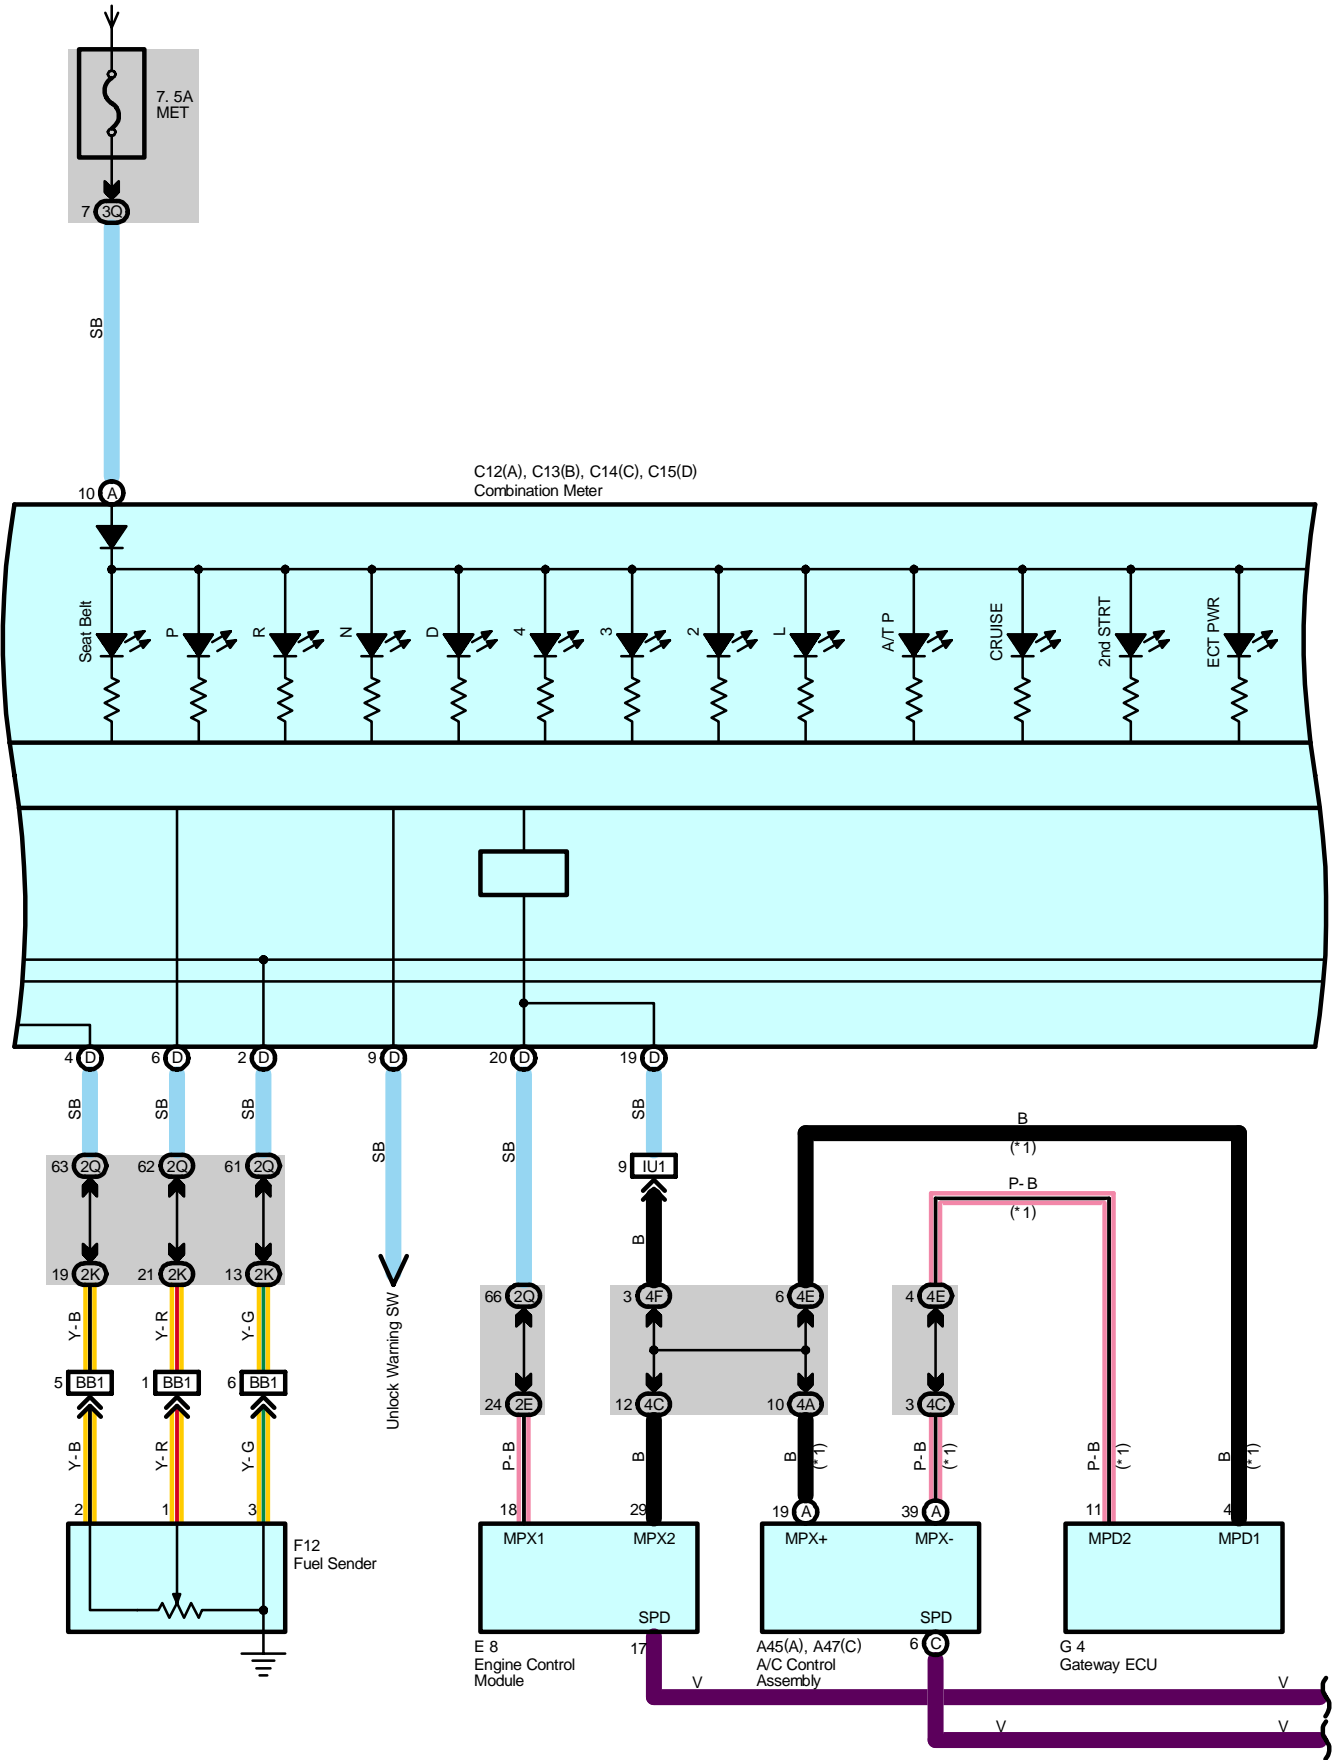 7. 5A
MET
7 3Q
SB
C12(A), C13(B), C14(C), C15(D)
Combination Meter
10 A
Seat Belt
P
R
N
D
4
3
2
L
A/T P
CRUISE
2nd STRT
ECT PWR
4 D
6 D
2 D
9 D
20 D
19 D
SB
SB
SB
SB
SB
SB
B
(*1)
63 2Q
62 2Q
61 2Q
9 IU1
P-B
(*1)
B
19 2K
21 2K
13 2K
66 2Q
3 4F
6 4E
4 4E
Y-B
Y-R
Y-G
Unlock Warning SW
5 BB1
1 BB1
6 BB1
24 2E
12 4C
10 4A
3 4C
Y-B
Y-R
Y-G
P-B
B
B
(*1)
P-B
(*1)
P-B
(*1)
B
(*1)
2
1
3
18
29
19 A
39 A
11
4
F12
Fuel Sender
MPX1
MPX2
MPX+
MPX-
MPD2
MPD1
SPD
SPD
E 8
Engine Control
Module
17
A45(A), A47(C)
A/C Control
Assembly
6 C
G 4
Gateway ECU
V
V
V
V